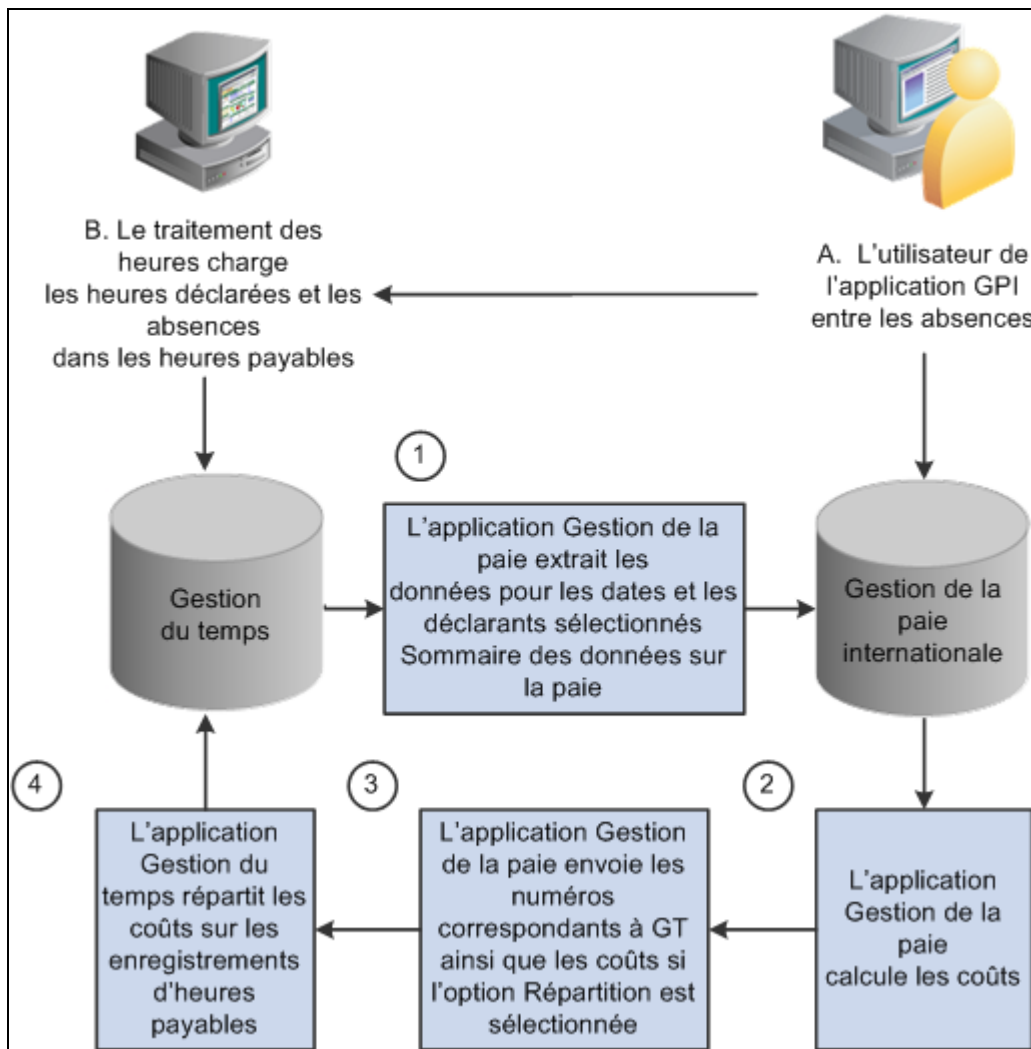 B. Le traitement des
heures charge
les heures déclarées et les
absences
dans les heures payables
A. L'utilisateur de
l'application GPI
entre les absences
1
L'application Gestion de la
paie extrait les
données pour les dates et les
déclarants sélectionnés
Sommaire des données sur
la paie
Gestion
du temps
Gestion de la
paie
internationale
4
3
2
L'application
Gestion du
temps répartit les
coûts sur les
enregistrements
d'heures
payables
L'application Gestion
de la paie envoie les
numéros
correspondants à GT
ainsi que les coûts si
l'option Répartition est
sélectionnée
L'application
Gestion de la
paie
calcule les coûts